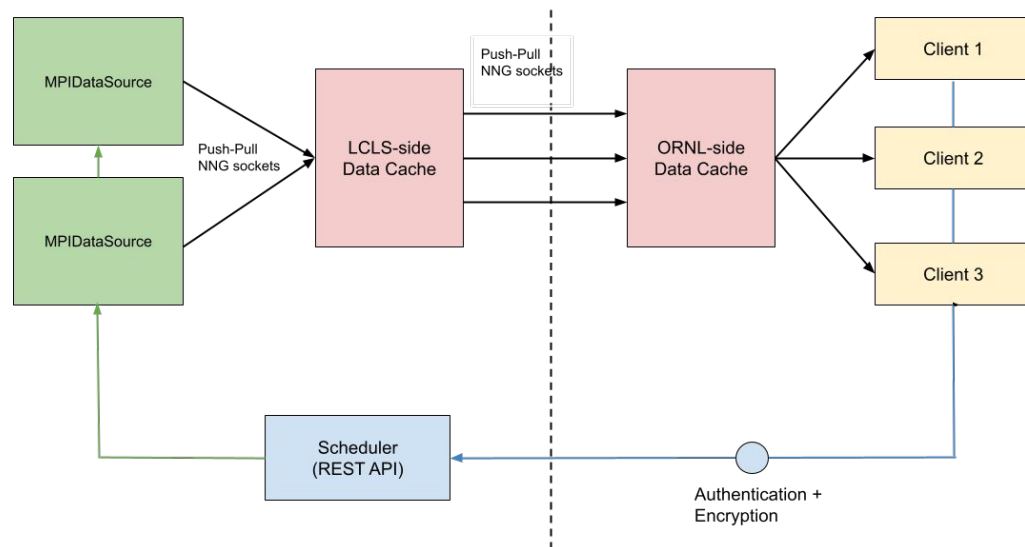 MPIDataSource
Push-Pull
NNG sockets
Client 1
LCLS-side
Data Cache
ORNL-side
Data Cache
Client 2
Push-Pull
NNG sockets
MPIDataSource
Client 3
Scheduler
(REST API)
Authentication +
Encryption